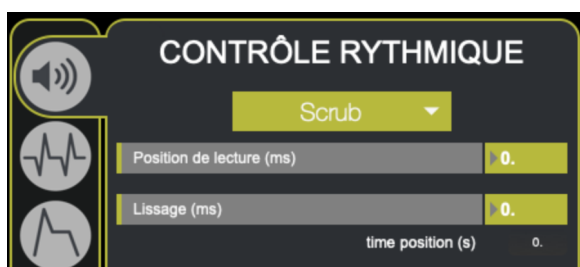 CONTRÔLE RYTHMIQUE
Scrub
Position de lecture (ms) 0.
Lissage (ms) 0.
time position (s) 0.